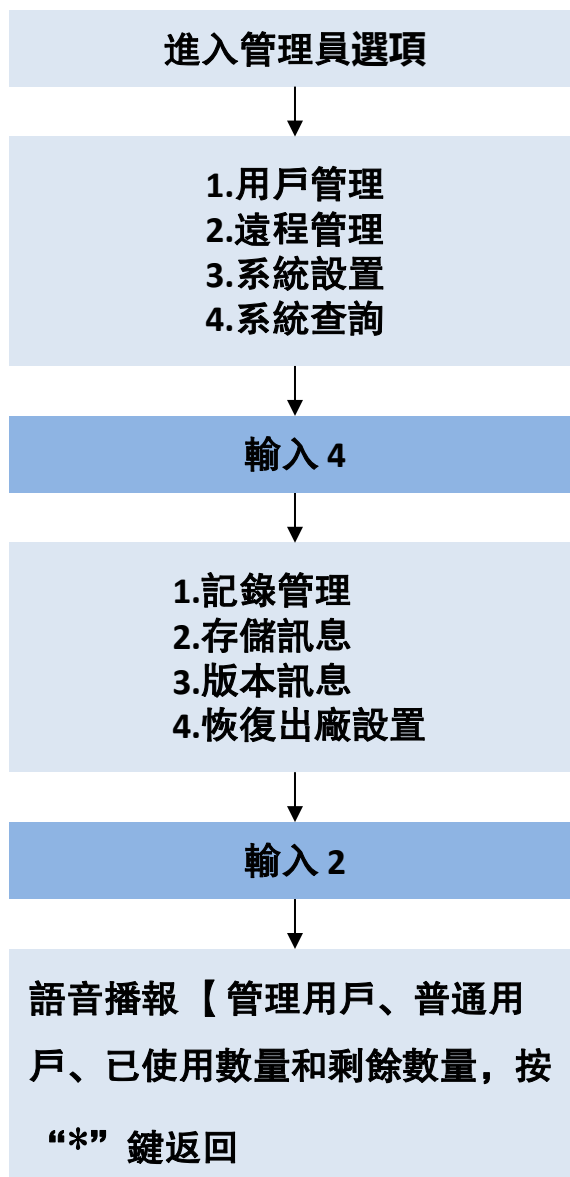 進入管理員選項
1.用戶管理
2.遠程管理
3.系統設置
4.系統查詢
輸入 4
1.記錄管理
2.存儲訊息
3.版本訊息
4.恢復出廠設置
輸入 2
語音播報【管理用戶、普通用
戶、已使用數量和剩餘數量，按
“*”鍵返回